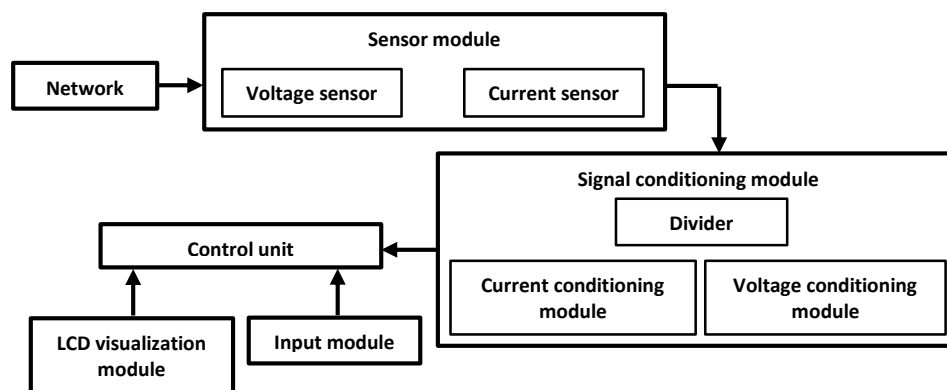 Sensor module
Network
Voltage sensor
Current sensor
Signal conditioning module
Divider
Control unit
Current conditioning
module
Voltage conditioning
module
LCD visualization
module
Input module